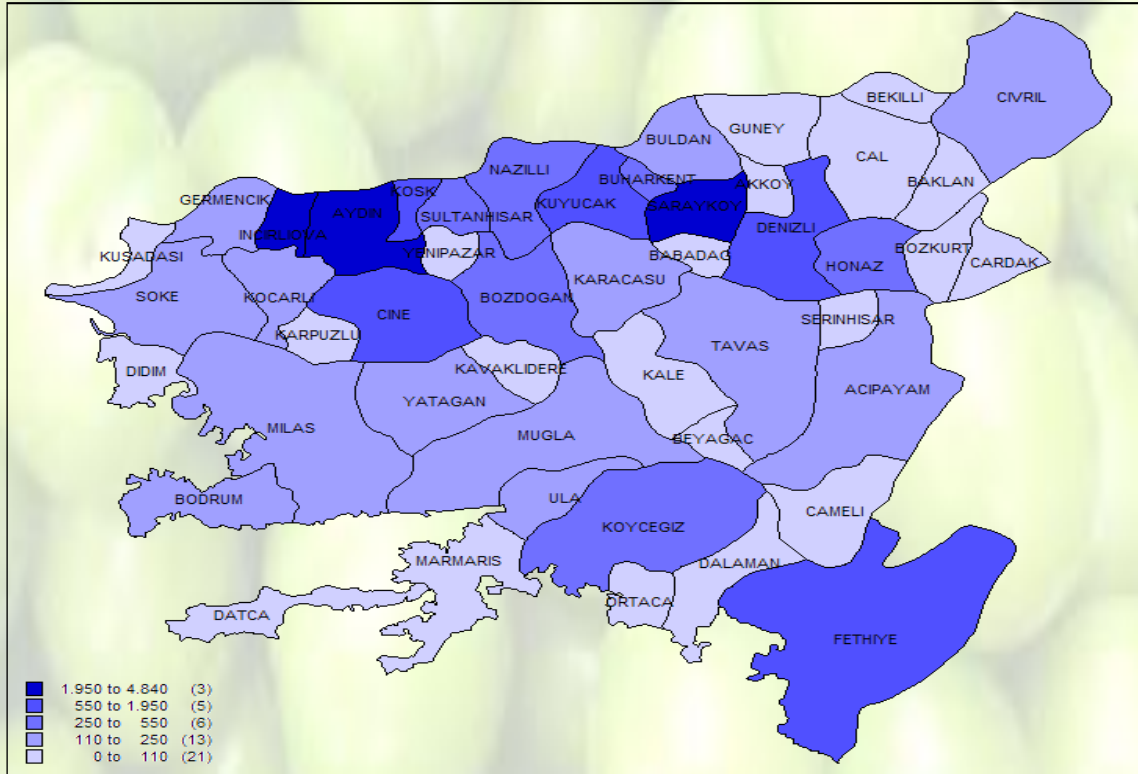 CIVRIL
BEKILLI
GUNEY
BULDAN
CAL
NAZILLI
BUHARKENT
AKKOY
BAKLAN
GERMENCIK
KOSK
KUYUCAK
SARAYKOY
AYDIN
SULTANHISAR
DENIZLI
INCIRLIOVA
YENIPAZAR
BABADAG
BOZKURT
KUSADASI
HONAZ
CARDAK
KARACASU
SOKE
KOCARLI
BOZDOGAN
CINE
SERINHISAR
KARPUZLU
TAVAS
DIDIM
KAVAKLIDERE
KALE
ACIPAYAM
YATAGAN
MILAS
MUGLA
BEYAGAC
BODRUM
ULA
CAMELI
KOYCEGIZ
MARMARIS
DALAMAN
ORTACA
DATCA
FETHIYE
1.950 to 4.840 (3)
550 to 1.950 (5)
250 to 550 (6)
110 to 250 (13)
0 to 110 (21)